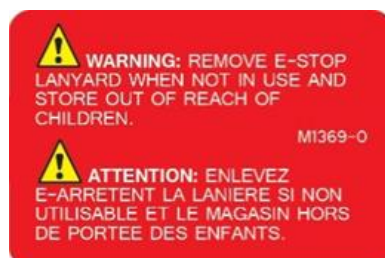 WARNING: REMOVE E-STOP
LANYARD WHEN NOT IN USE AND
STORE OUT OF REACH OF
CHILDREN.
M1369-O
ATTENTION: ENLEVEZ
E-ARRETENT LA LANIERE SI NON
UTILISABLE ET LE MAGASIN HORS
DE PORTEE DES ENFANTS.